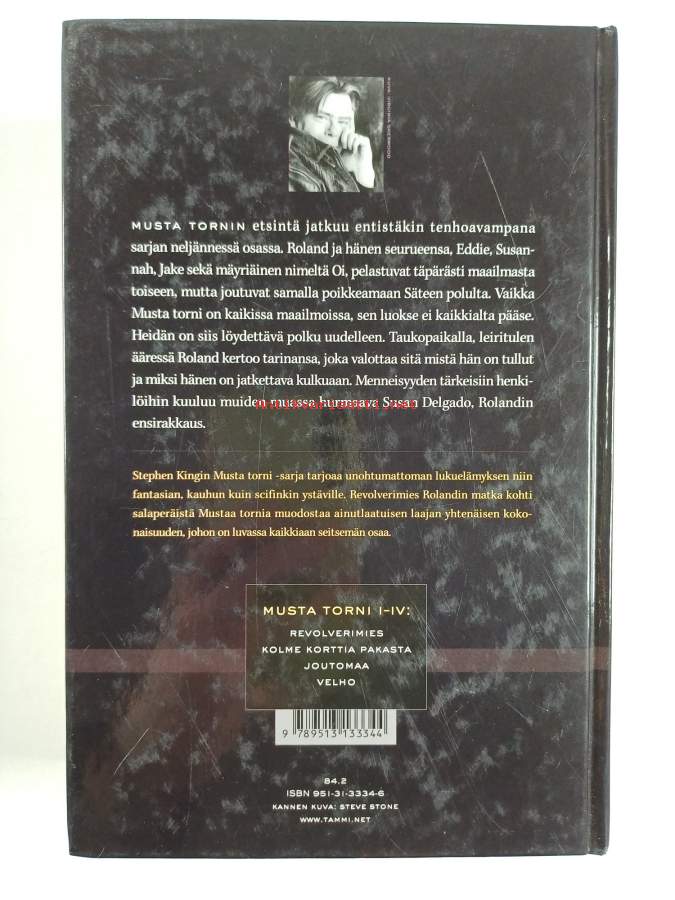 MUSTA TORNIN etsintä jatkuu entistäkin tenhoavampana
sarjan neljännessä osassa. Roland ja hänen seurueensa, Eddie, Susan-
nah, Jake sekä mäyriäinen nimeltä Oi, pelastuvat täpärästi maailmasta
toiseen, mutta joutuvat samalla poikkeamaan Säteen polulta. Vaikka
Musta torni on kaikissa maailmoissa, sen luokse ei kaikkialta pääse.
Heidän on siis löydettävä polku uudelleen. Taukopaikalla, leiritulen
ääressä Roland kertoo tarinansa, joka valottaa sitä mistä hän on tullut
ja miksi hänen on jatkettava kulkuaan. Menneisyyden tärkeisiin henki-
löihin kuuluu muiden muassa hurmaava Susan Delgado, Rolandin
ensirakkaus.
Stephen Kingin Musta torni -sarja tarjoaa unohtumattoman lukuelämyksen niin
fantasian, kauhun kuin scifinkin ystäville. Revolverimies Rolandin matka kohti
salaperäistä Mustaa tornia muodostaa ainutlaatuisen laajan yhtenäisen koko-
naisuuden, johon on luvassa kaikkiaan seitsemän osaa.
MUSTA TORNI I–IV:
REVOLVERIMIES
KOLME KORTTIA PAKASTA
JOUTOMAA
VELHO
9 789513 133344
84.2
ISBN 951-31-3334-6
KANNEN KUVA: STEVE STONE
WWW.TAMMI.NET